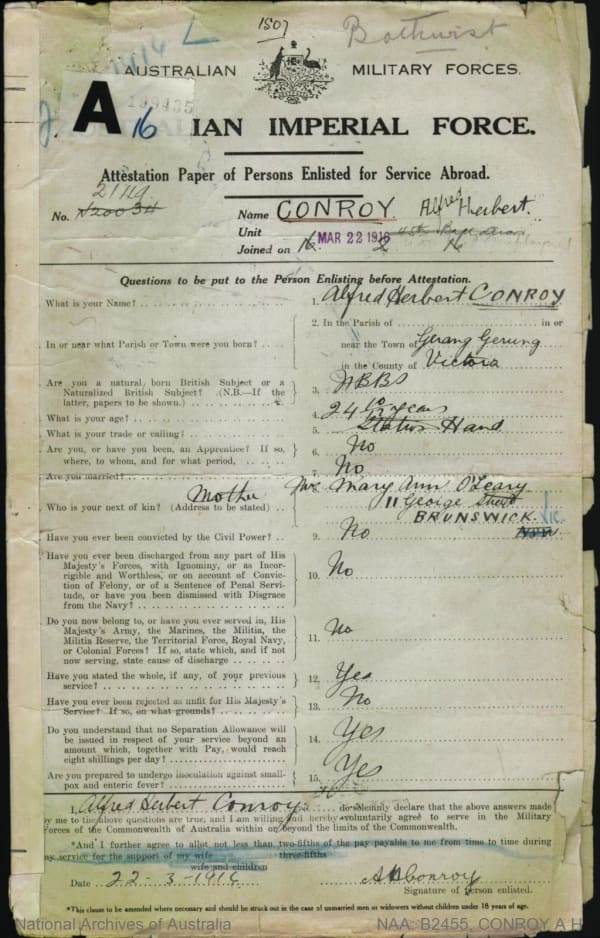 1507 Bathurst
AUSTRALIAN MILITARY FORCES.
199435
A 16 IAN IMPERIAL FORCE.
Attestation Paper of Persons Enlisted for Service Abroad.
21119
No. N20034
Name CONROY. Alfred Herbert.
Unit
Joined on 16 2 16
MAR 22 1916
Questions to be put to the Person Enlisting before Attestation.
What is your Name? 1. Alfred Herbert CONROY
In or near what Parish or Town were you born? 2. In the Parish of in or
near the Town of Gerang Gerung
in the County of Victoria
Are you a natural born British Subject or a
Naturalized British Subject? (N.B.—If the
latter, papers to be shown.) 3. NBBS
What is your age? 4. 24 10/12 years
What is your trade or calling? 5. Station Hand
Are you, or have you been, an Apprentice? If so,
where, to whom, and for what period, 6. No
Are you married? 7. No
Who is your next of kin? (Address to be stated) Mother Mrs. Mary Ann O'Leary
11 George Street
BRUNSWICK. Vic.
NSW
Have you ever been convicted by the Civil Power? 9. No
Have you ever been discharged from any part of His
Majesty's Forces, with Ignominy, or as Incor-
rigible and Worthless, or on account of Convic-
tion of Felony, or of a Sentence of Penal Servi-
tude, or have you been dismissed with Disgrace
from the Navy? 10. No
Do you now belong to, or have you ever served in, His
Majesty's Army, the Marines, the Militia, the
Militia Reserve, the Territorial Force, Royal Navy,
or Colonial Forces? If so, state which, and if not
now serving, state cause of discharge 11. No
Have you stated the whole, if any, of your previous
service? 12. Yes
Have you ever been rejected as unfit for His Majesty's
Service? If so, on what grounds? 13. No
Do you understand that no Separation Allowance will
be issued in respect of your service beyond an
amount which, together with Pay, would reach
eight shillings per day? 14. Yes
Are you prepared to undergo inoculation against small-
pox and enteric fever? 15. Yes
Alfred Herbert Conroy do solemnly declare that the above answers made
by me to the above questions are true, and I am willing and hereby voluntarily agree to serve in the Military
Forces of the Commonwealth of Australia within or beyond the limits of the Commonwealth.
*And I further agree to allot not less than two-fifths of the pay payable to me from time to time during
my service for the support of my wife three-fifths
wife and children
Date 22-3-1916 A H Conroy
Signature of person enlisted.
*This clause to be amended where necessary and should be struck out in the case of unmarried men or widowers without children under 18 years of age.
National Archives of Australia NAA: B2455, CONROY A H